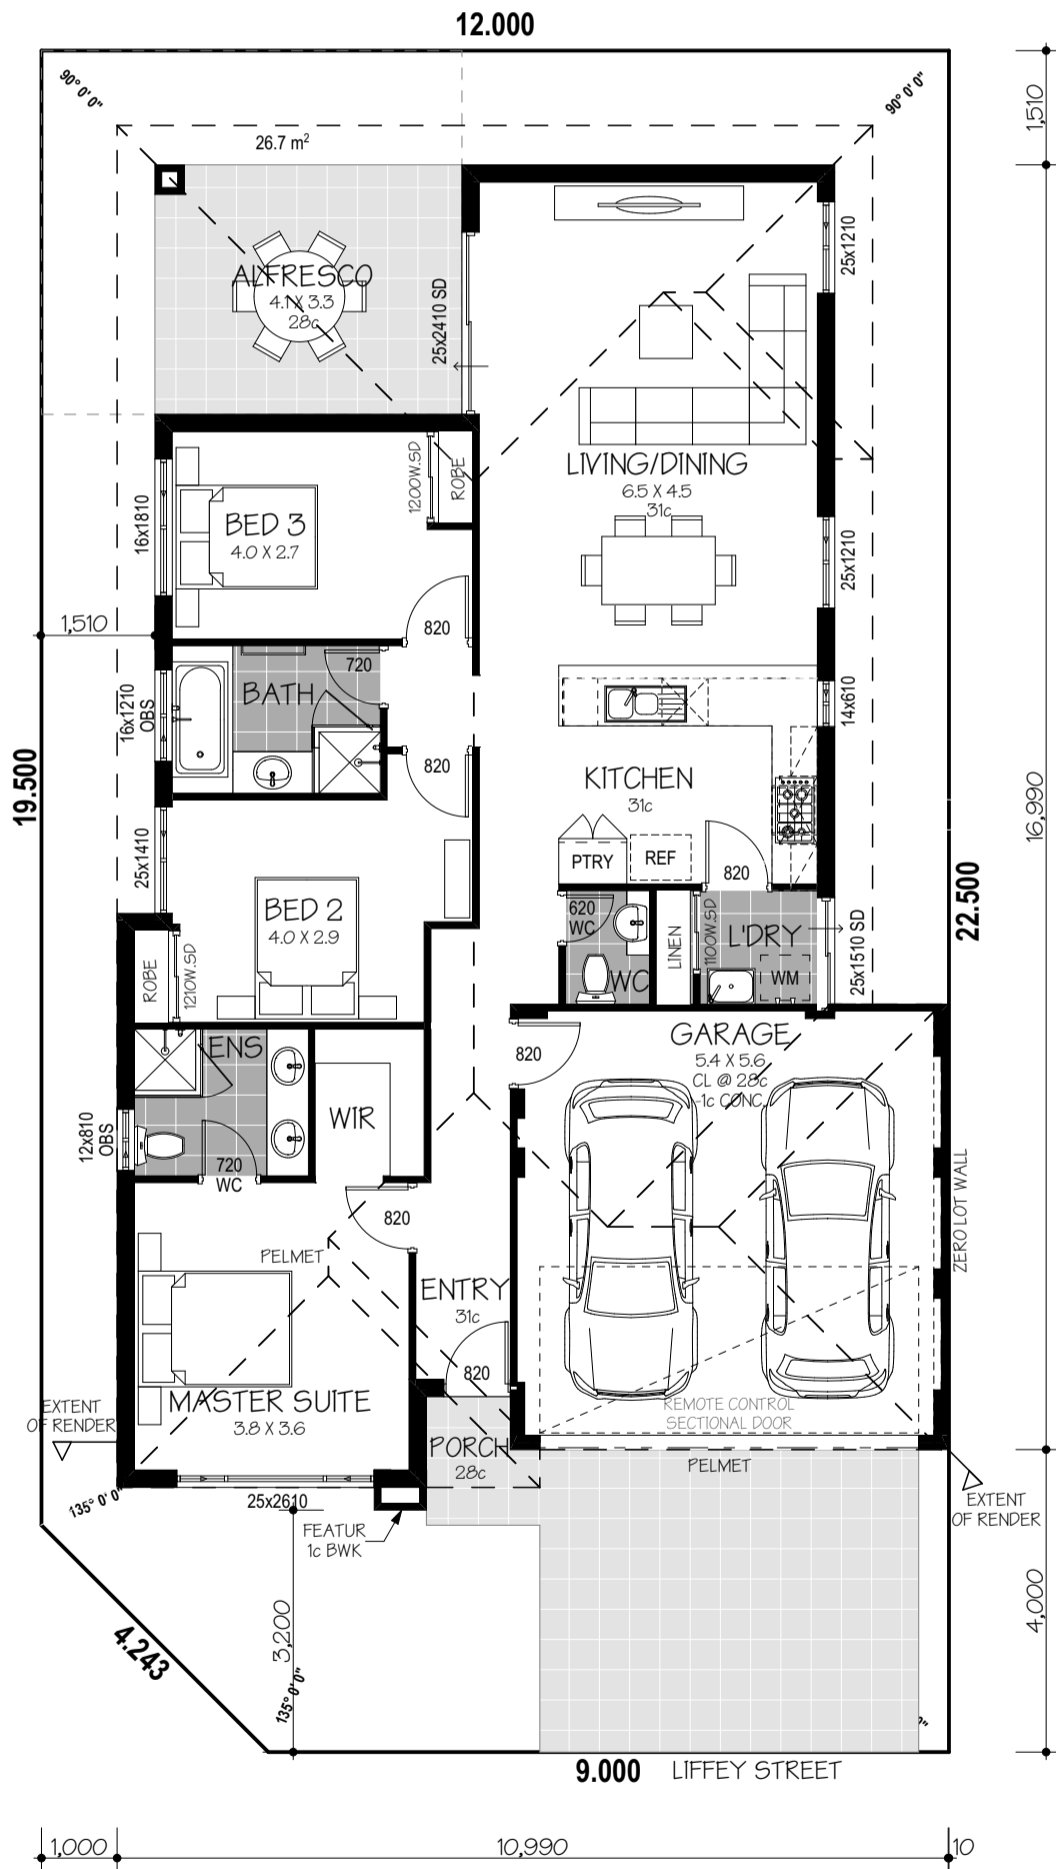 12.000
90° 0' 0"
90° 0' 0"
1,510
26.7 m²
ALFRESCO
4.1 X 3.3
28c
25x2410 SD
25x1210
LIVING/DINING
6.5 X 4.5
31c
1200W.SD
ROBE
16x1810
BED 3
4.0 X 2.7
25x1210
1,510
820
720
BATH
16x1210
OBS
14x610
820
19.500
KITCHEN
31c
16,990
25x1410
PTRY
REF
820
22.500
BED 2
4.0 X 2.9
620
WC
WC
LINEN
1100W.SD
L'DRY
WM
25x1510 SD
ROBE
1210W.SD
ENS
GARAGE
5.4 X 5.6
CL @ 28c
-1c CONC.
820
WIR
12x810
OBS
720
WC
820
ZERO LOT WALL
PELMET
ENTRY
31c
820
MASTER SUITE
3.8 X 3.6
REMOTE CONTROL
SECTIONAL DOOR
EXTENT
OF RENDER
PORCH
28c
PELMET
25x2610
135° 0' 0"
EXTENT
OF RENDER
FEATUR
1c BWK
4.243
3,200
135° 0' 0"
4,000
9.000
LIFFEY STREET
1,000
10,990
10